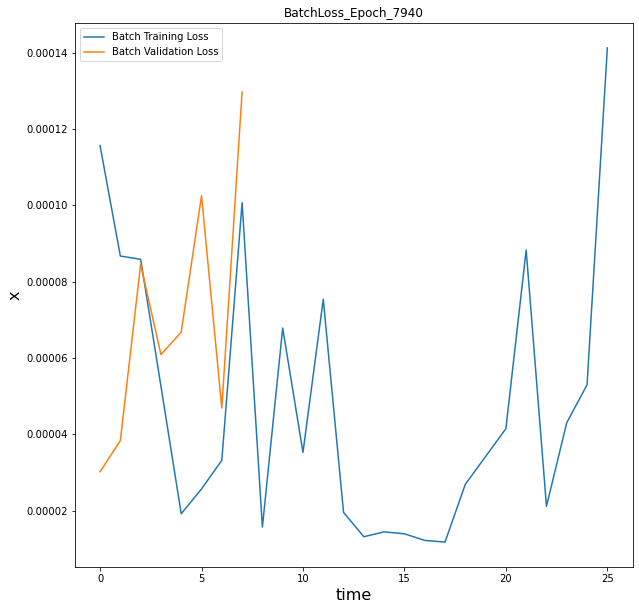 BatchLoss_Epoch_7940
Batch Training Loss
Batch Validation Loss
0.00014
0.00012
0.00010
0.00008
0.00006
0.00004
0.00002
x
0 5 10 15 20 25
time